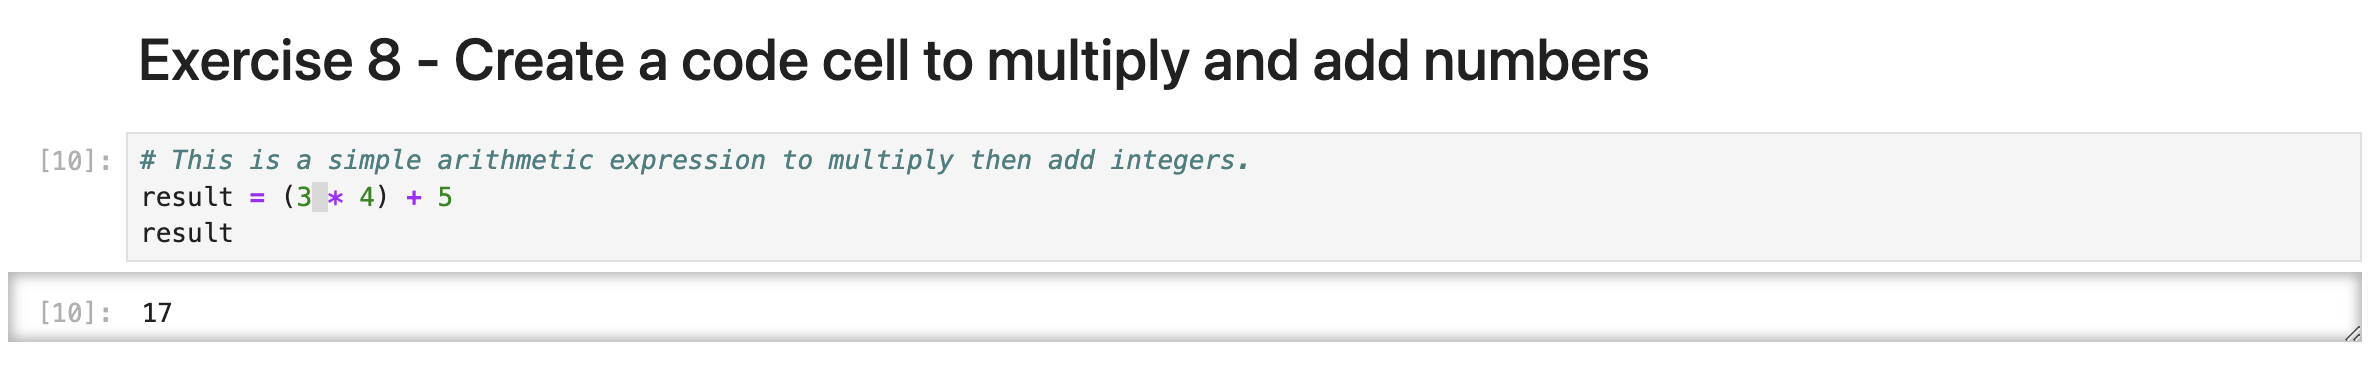 Exercise 8 - Create a code cell to multiply and add numbers
[10]: # This is a simple arithmetic expression to multiply then add integers.
result = (3 * 4) + 5
result
[10]: 17